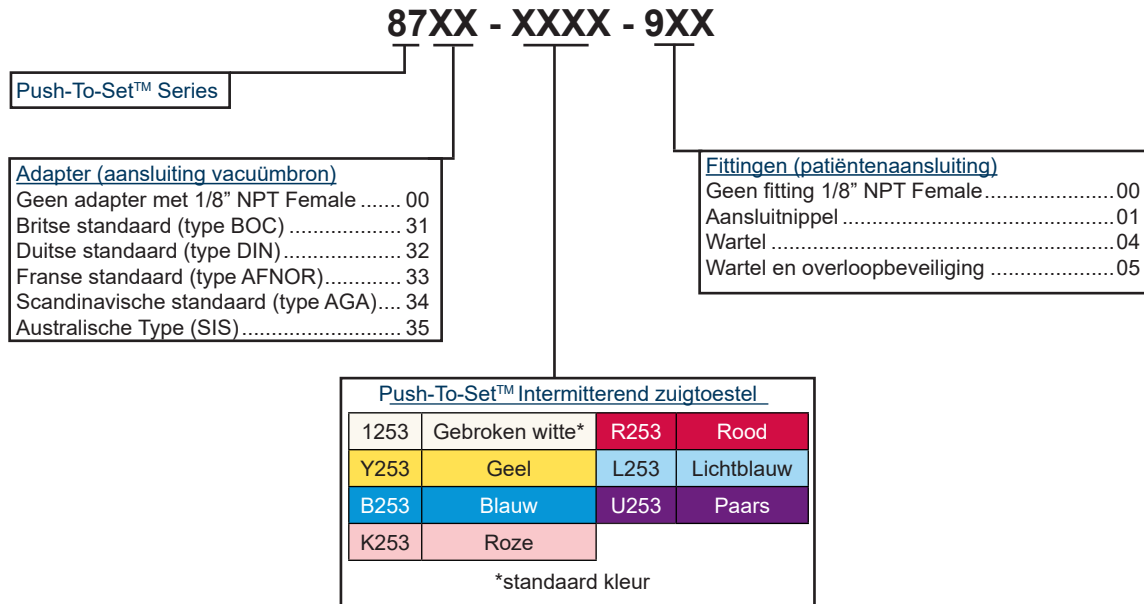 87XX - XXXX - 9XX
Push-To-Set™ Series
Adapter (aansluiting vacuümbron)
Geen adapter met 1/8” NPT Female ....... 00
Britse standaard (type BOC) .................... 31
Duitse standaard (type DIN).................... 32
Franse standaard (type AFNOR)............. 33
Scandinavische standaard (type AGA).... 34
Australische Type (SIS)........................... 35
Fittingen (patiëntenaansluiting)
Geen fitting 1/8” NPT Female.......................00
Aansluitnippel ................................................01
Wartel ............................................................04
Wartel en overloopbeveiliging ......................05
Push-To-Set™ Intermitterend zuigtoestel
1253 Gebroken witte* R253 Rood
Y253 Geel L253 Lichtblauw
B253 Blauw U253 Paars
K253 Roze
*standaard kleur